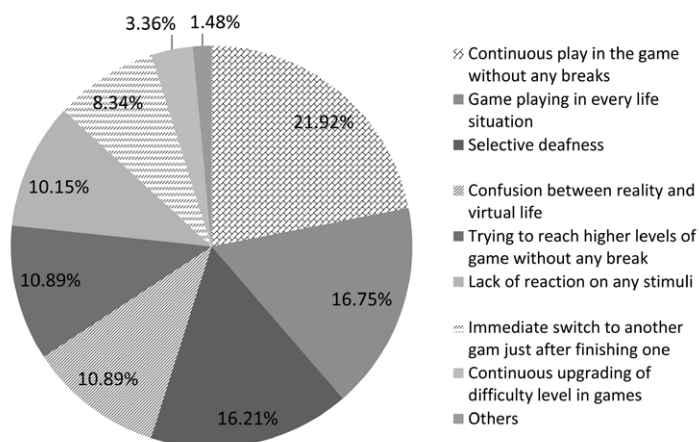 3.36%
1.48%
8.34%
21.92%
10.15%
10.89%
16.75%
10.89%
16.21%
Continuous play in the game
without any breaks
Game playing in every life
situation
Selective deafness
Confusion between reality and
virtual life
Trying to reach higher levels of
game without any break
Lack of reaction on any stimuli
Immediate switch to another
gam just after finishing one
Continuous upgrading of
difficulty level in games
Others